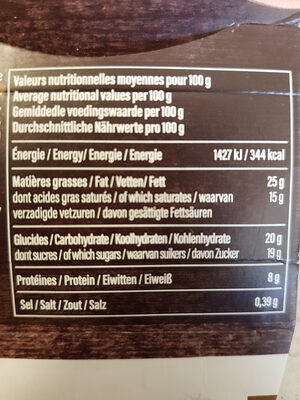 Valeurs nutritionnelles moyennes pour 100 g
Average nutritional values per 100 g
Gemiddelde voedingswaarde per 100 g
Durchschnittliche Nährwerte pro 100 g
Énergie / Energy / Energie / Energie 1427 kJ / 344 kcal
Matières grasses / Fat / Vetten / Fett 25 g
dont acides gras saturés / of which saturates / waarvan 15 g
verzadigde vetzuren / davon gesättigte Fettsäuren
Glucides / Carbohydrate / Koolhydraten / Kohlenhydrate 20 g
dont sucres / of which sugars / waarvan suikers / davon Zucker 19 g
Protéines / Protein / Eiwitten / Eiweiß 8 g
Sel / Salt / Zout / Salz 0,39 g